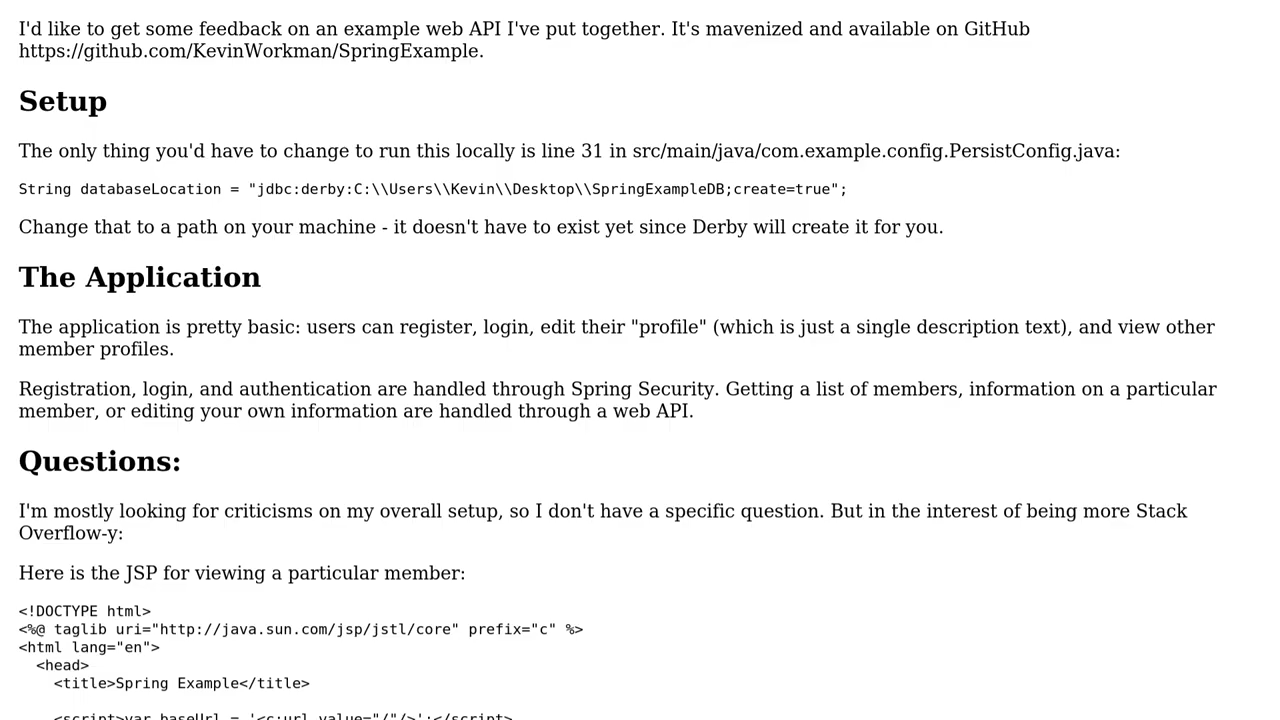 I'd like to get some feedback on an example web API I've put together. It's mavenized and available on GitHub
https://github.com/KevinWorkman/SpringExample.
Setup
The only thing you'd have to change to run this locally is line 31 in src/main/java/com.example.config.PersistConfig.java:
String databaseLocation = "jdbc:derby:C:\\Users\\Kevin\\Desktop\\SpringExampleDB;create=true";
Change that to a path on your machine - it doesn't have to exist yet since Derby will create it for you.
The Application
The application is pretty basic: users can register, login, edit their "profile" (which is just a single description text), and view other
member profiles.
Registration, login, and authentication are handled through Spring Security. Getting a list of members, information on a particular
member, or editing your own information are handled through a web API.
Questions:
I'm mostly looking for criticisms on my overall setup, so I don't have a specific question. But in the interest of being more Stack
Overflow-y:
Here is the JSP for viewing a particular member:
<!DOCTYPE html>
<%@ taglib uri="http://java.sun.com/jsp/jstl/core" prefix="c" %>
<html lang="en">
  <head>
    <title>Spring Example</title>
    <script>var baseUrl = '<c:url value="/"/>';</script>